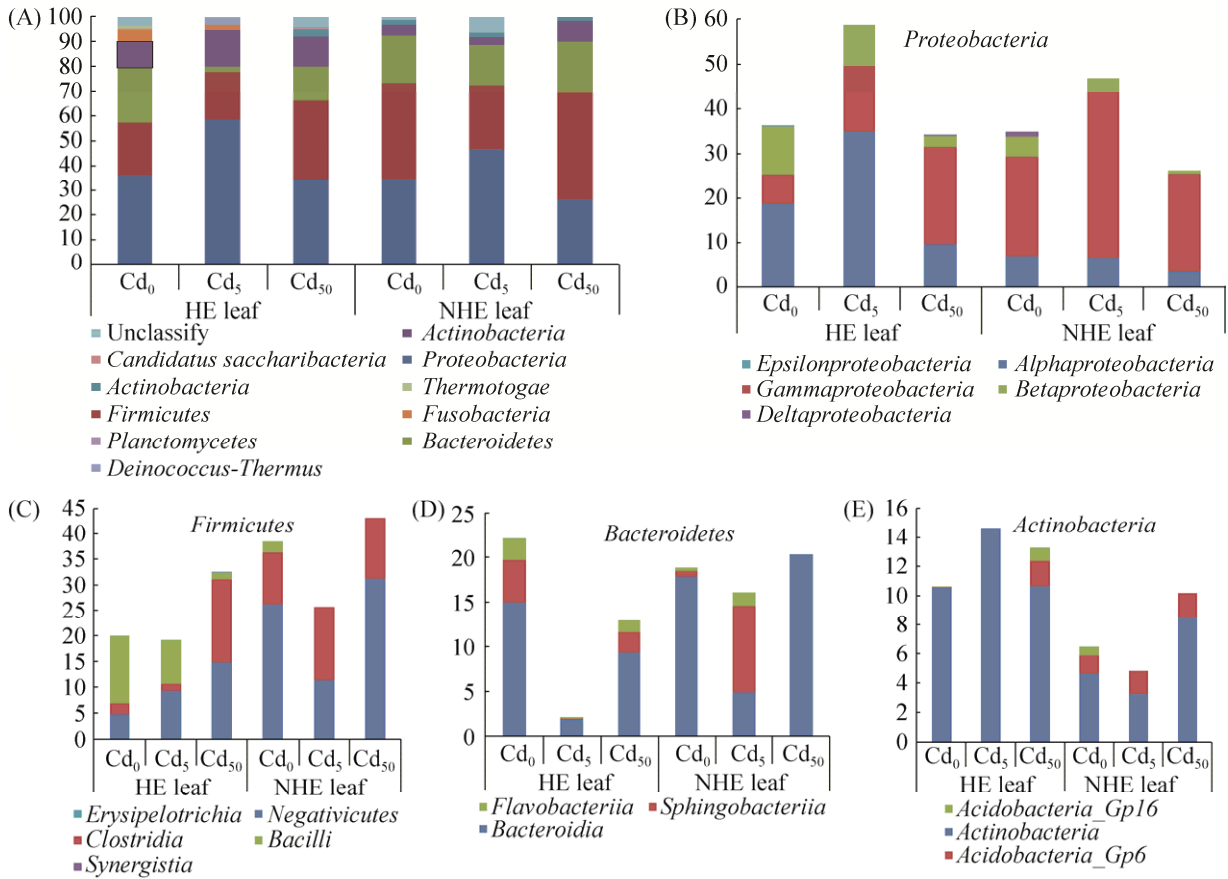 (A)
100
90
80
70
60
50
40
30
20
10
0
Cd0 Cd5 Cd50 Cd0 Cd5 Cd50
HE leaf NHE leaf
Unclassify
Candidatus saccharibacteria
Actinobacteria
Firmicutes
Planctomycetes
Deinococcus-Thermus
Actinobacteria
Proteobacteria
Thermotogae
Fusobacteria
Bacteroidetes
(B)
Proteobacteria
60
50
40
30
20
10
0
Cd0 Cd5 Cd50 Cd0 Cd5 Cd50
HE leaf NHE leaf
Epsilonproteobacteria
Gammaproteobacteria
Deltaproteobacteria
Alphaproteobacteria
Betaproteobacteria
(C)
Firmicutes
45
40
35
30
25
20
15
10
5
0
Cd0 Cd5 Cd50 Cd0 Cd5 Cd50
HE leaf NHE leaf
Erysipelotrichia
Clostridia
Synergistia
Negativicutes
Bacilli
(D)
Bacteroidetes
25
20
15
10
5
0
Cd0 Cd5 Cd50 Cd0 Cd5 Cd50
HE leaf NHE leaf
Flavobacteriia
Bacteroidia
Sphingobacteriia
(E)
Actinobacteria
16
14
12
10
8
6
4
2
0
Cd0 Cd5 Cd50 Cd0 Cd5 Cd50
HE leaf NHE leaf
Acidobacteria_Gp16
Actinobacteria
Acidobacteria_Gp6